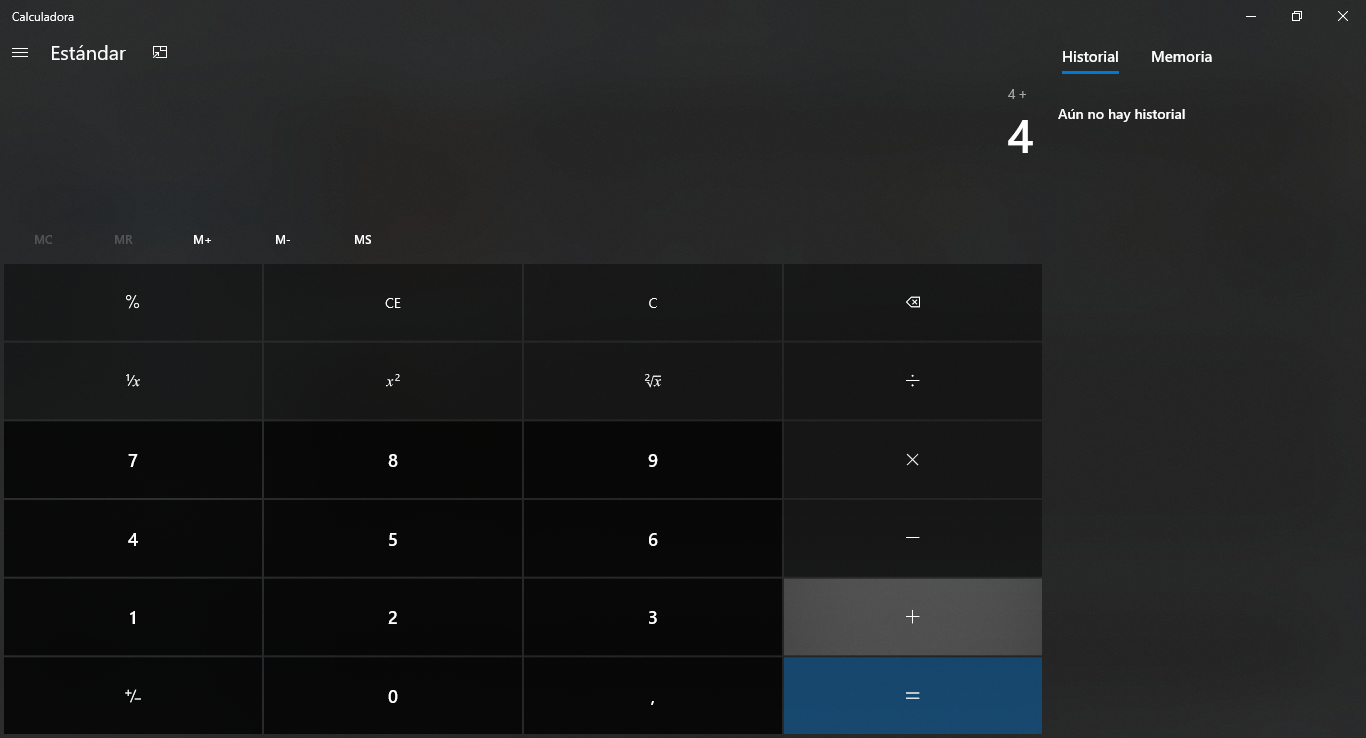 Calculadora
Estándar
Historial Memoria
4 +
4
Aún no hay historial
MC MR M+ M- MS
% CE C
¹/x x² ²√x ÷
7 8 9 ×
4 5 6 −
1 2 3 +
+/− 0 , =